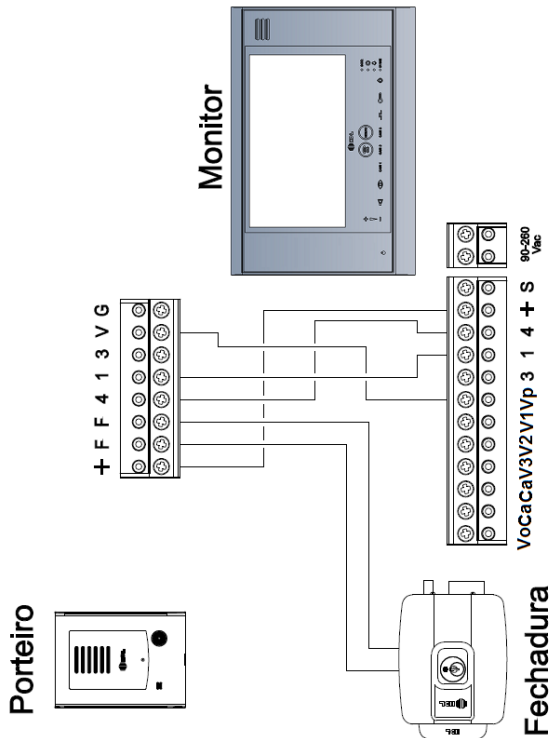 Monitor
+ F F 4 1 3 V G
90-260
Vac
VoCaCaV3V2V1Vp 3 1 4 + S
Porteiro
Fechadura